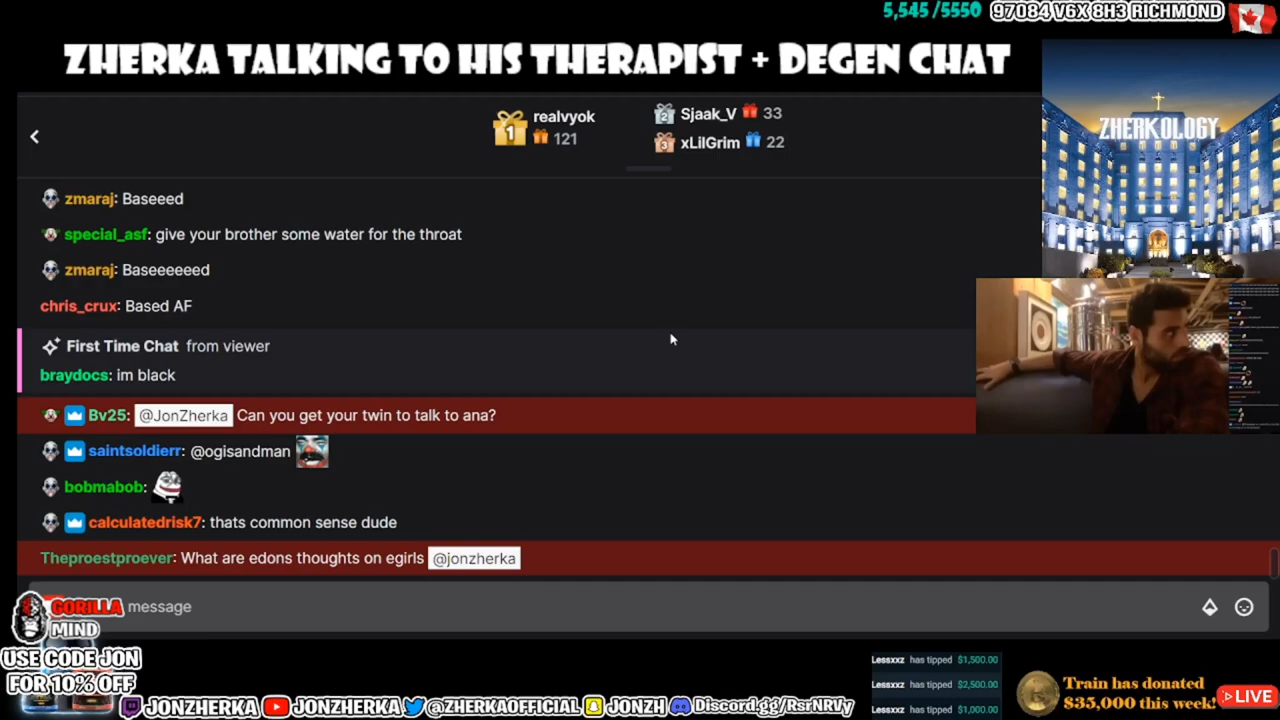 5,545 /5550
97084 V6X 8H3 RICHMOND
ZHERKA TALKING TO HIS THERAPIST + DEGEN CHAT
ZHERKOLOGY
1 realvyok
121
2 Sjaak_V 33
3 xLilGrim 22
zmaraj: Baseeed
special_asf: give your brother some water for the throat
zmaraj: Baseeeeeed
chris_crux: Based AF
First Time Chat from viewer
braydocs: im black
Bv25: @JonZherka Can you get your twin to talk to ana?
saintsoldierr: @ogisandman
bobmabob:
calculatedrisk7: thats common sense dude
Theproestproever: What are edons thoughts on egirls @jonzherka
message
GORILLA
MIND
USE CODE JON
FOR 10% OFF
JONZHERKA JONZHERKA @ZHERKAOFFICIAL JONZH Discord.gg/RsrNRVy
Lessxxz has tipped $1,500.00
Lessxxz has tipped $2,500.00
Lessxxz has tipped $1,000.00
Train has donated
$35,000 this week!
LIVE